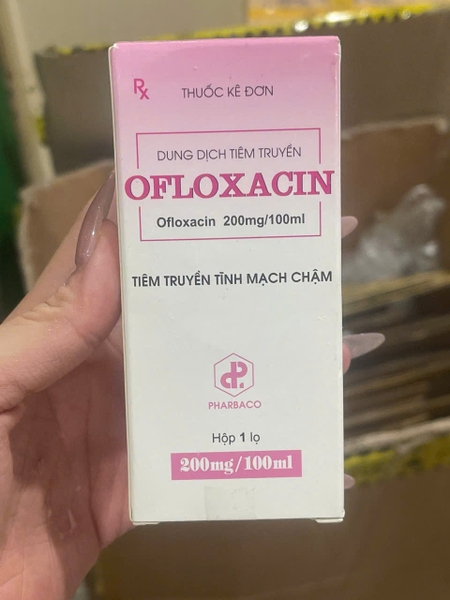 Rx THUỐC KÊ ĐƠN
DUNG DỊCH TIÊM TRUYỀN
OFLOXACIN
Ofloxacin 200mg/100ml
TIÊM TRUYỀN TĨNH MẠCH CHẬM
PHARBACO
Hộp 1 lọ
200mg/100ml